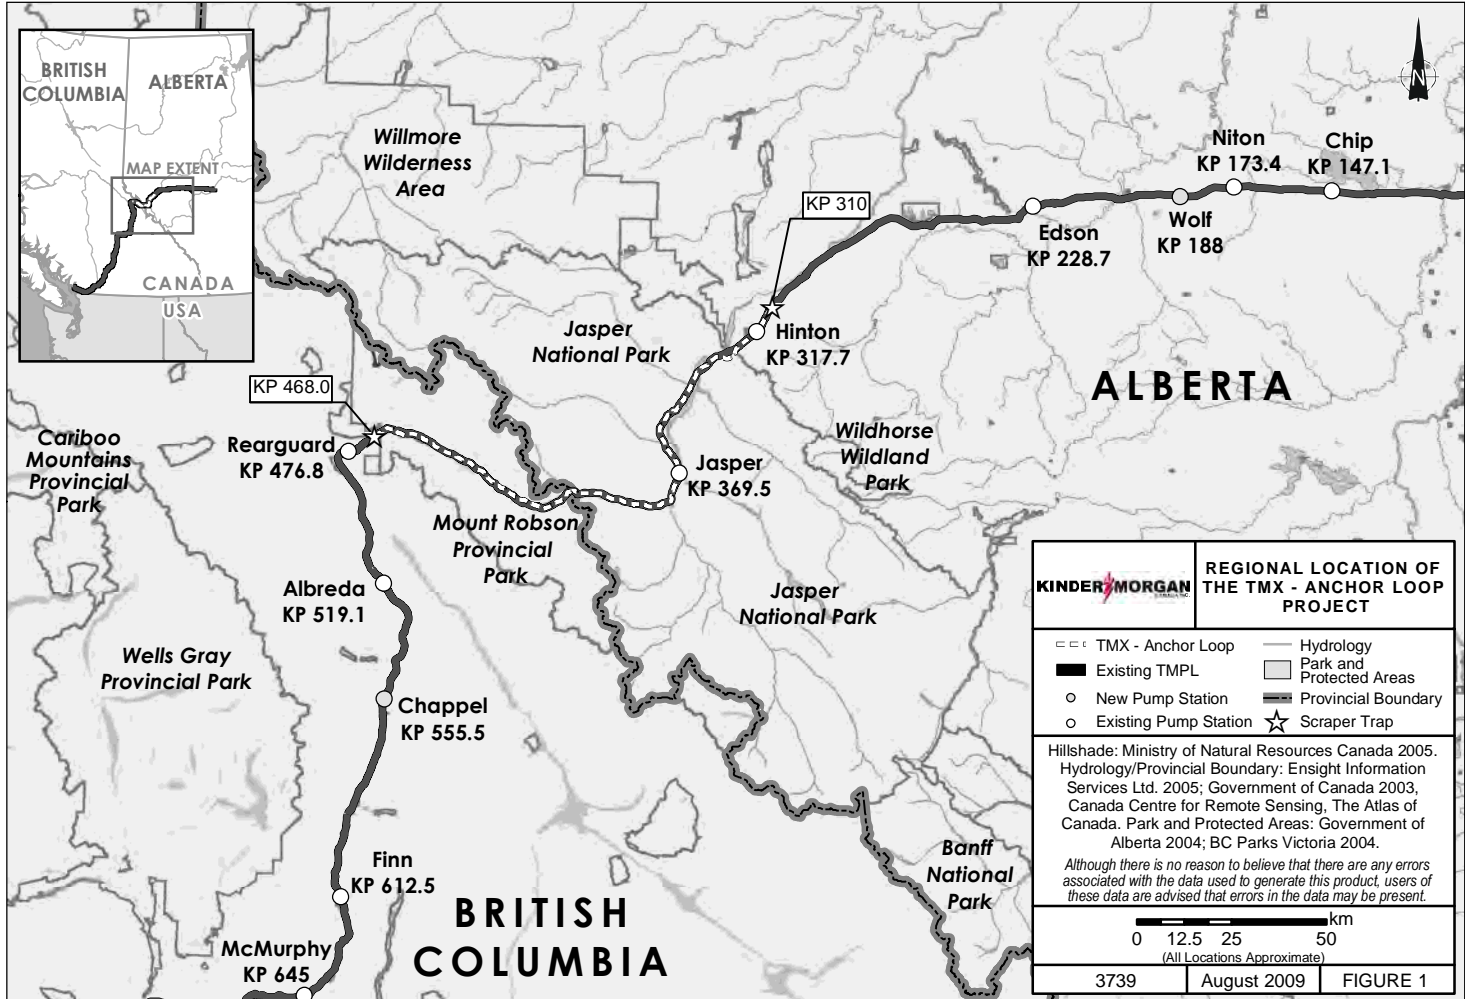 BRITISH
COLUMBIA
ALBERTA
MAP EXTENT
CANADA
USA
Willmore
Wilderness
Area
N
Niton
KP 173.4
Chip
KP 147.1
KP 310
Edson
KP 228.7
Wolf
KP 188
Jasper
National Park
Hinton
KP 317.7
ALBERTA
KP 468.0
Cariboo
Mountains
Provincial
Park
Rearguard
KP 476.8
Wildhorse
Wildland
Park
Jasper
KP 369.5
Mount Robson
Provincial
Park
Albreda
KP 519.1
Jasper
National Park
Wells Gray
Provincial Park
Chappel
KP 555.5
Finn
KP 612.5
Banff
National
Park
BRITISH
COLUMBIA
McMurphy
KP 645
KINDER MORGAN
REGIONAL LOCATION OF
THE TMX - ANCHOR LOOP
PROJECT
TMX - Anchor Loop
Existing TMPL
New Pump Station
Existing Pump Station
Hydrology
Park and
Protected Areas
Provincial Boundary
Scraper Trap
Hillshade: Ministry of Natural Resources Canada 2005.
Hydrology/Provincial Boundary: Ensight Information
Services Ltd. 2005; Government of Canada 2003,
Canada Centre for Remote Sensing, The Atlas of
Canada. Park and Protected Areas: Government of
Alberta 2004; BC Parks Victoria 2004.
Although there is no reason to believe that there are any errors
associated with the data used to generate this product, users of
these data are advised that errors in the data may be present.
km
0 12.5 25 50
(All Locations Approximate)
3739 August 2009 FIGURE 1